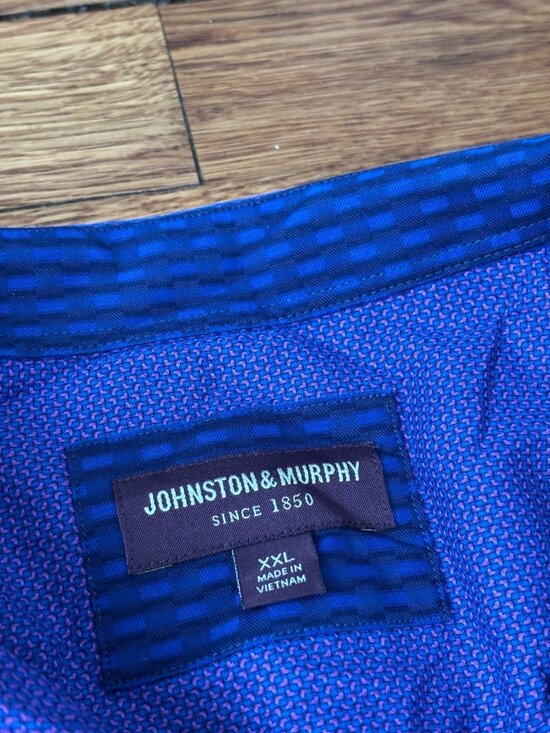 JOHNSTON & MURPHY
SINCE 1850
XXL
MADE IN
VIETNAM